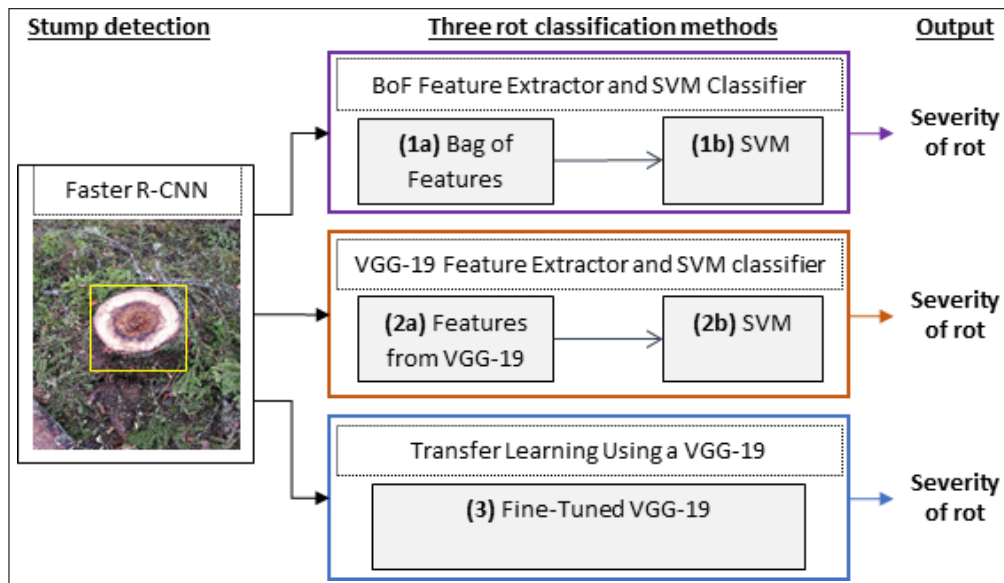 Stump detection
Three rot classification methods
Output
Faster R-CNN
BoF Feature Extractor and SVM Classifier
(1a) Bag of
Features
(1b) SVM
Severity
of rot
VGG-19 Feature Extractor and SVM classifier
(2a) Features
from VGG-19
(2b) SVM
Severity
of rot
Transfer Learning Using a VGG-19
(3) Fine-Tuned VGG-19
Severity
of rot